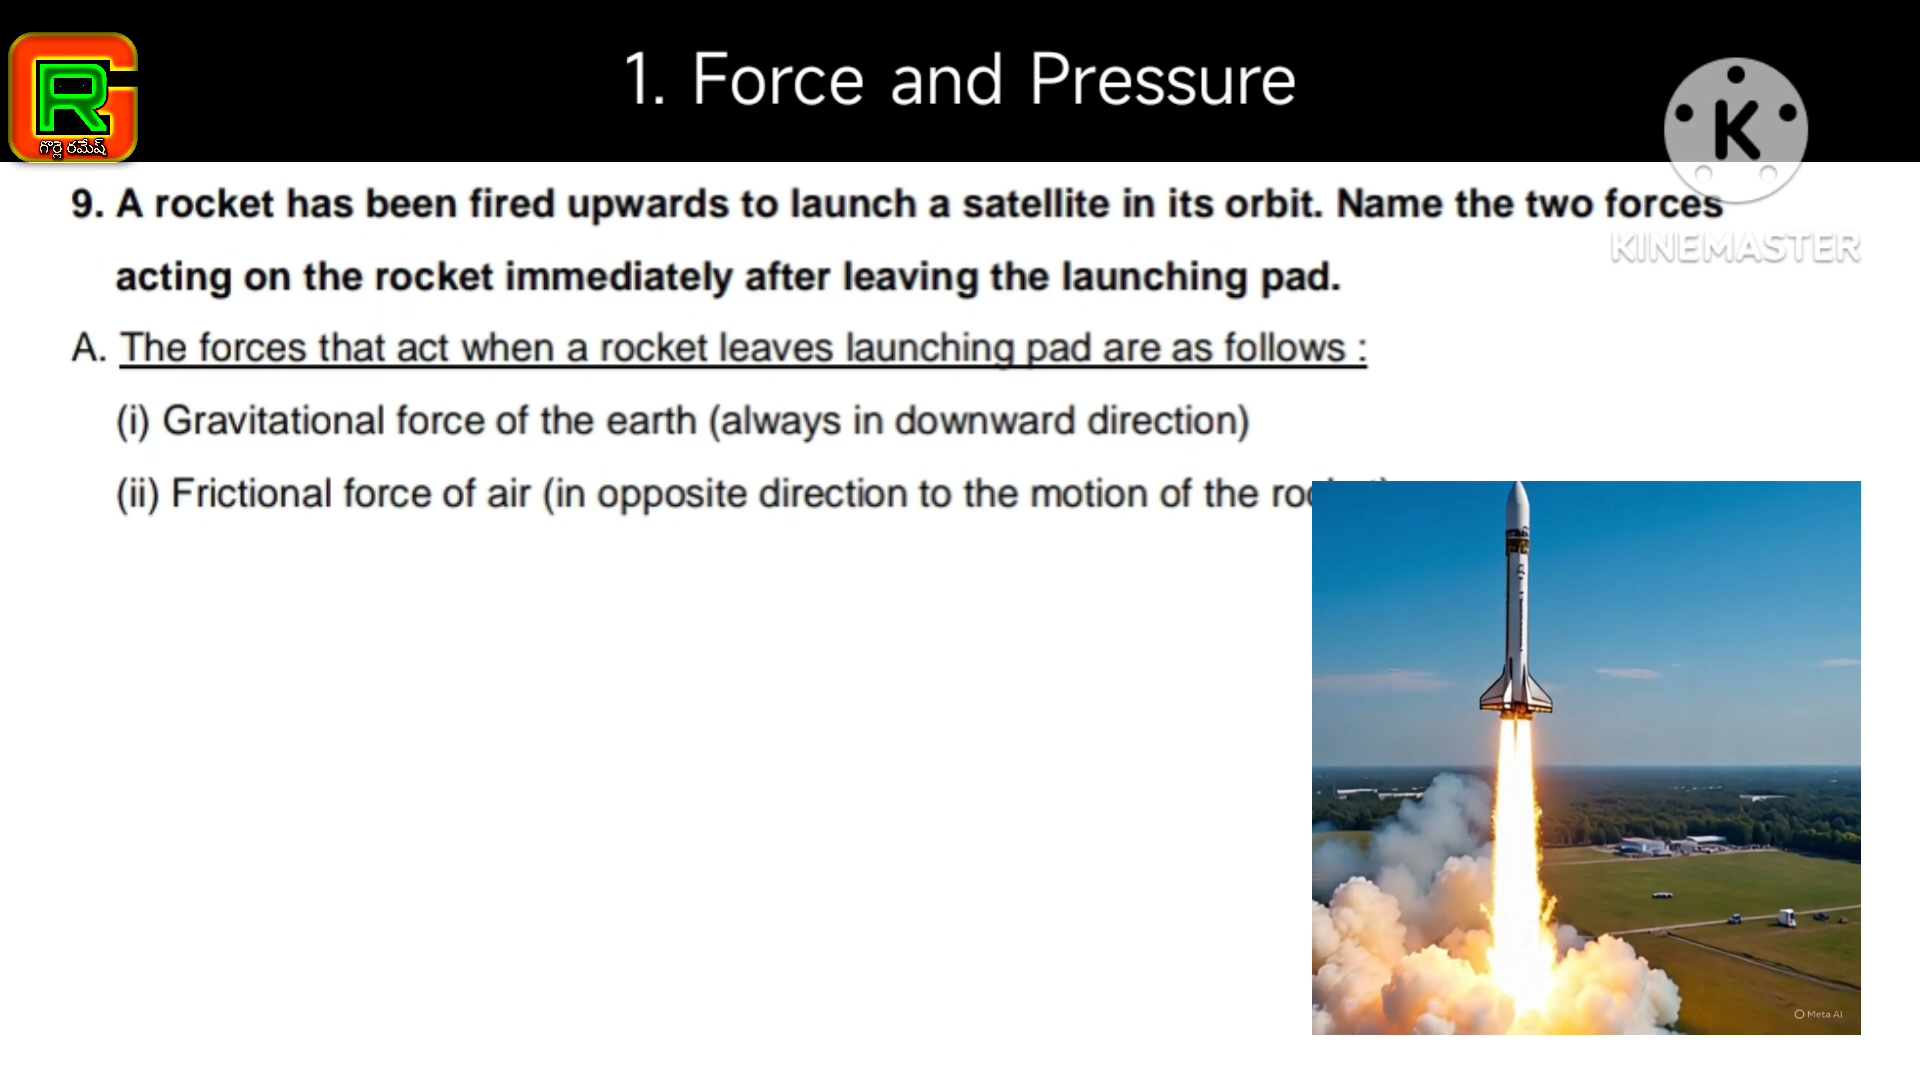 1. Force and Pressure
R
గొర్లె రమేష్
K
KINEMASTER
9. A rocket has been fired upwards to launch a satellite in its orbit. Name the two forces
acting on the rocket immediately after leaving the launching pad.
A. The forces that act when a rocket leaves launching pad are as follows :
(i) Gravitational force of the earth (always in downward direction)
(ii) Frictional force of air (in opposite direction to the motion of the
Meta AI